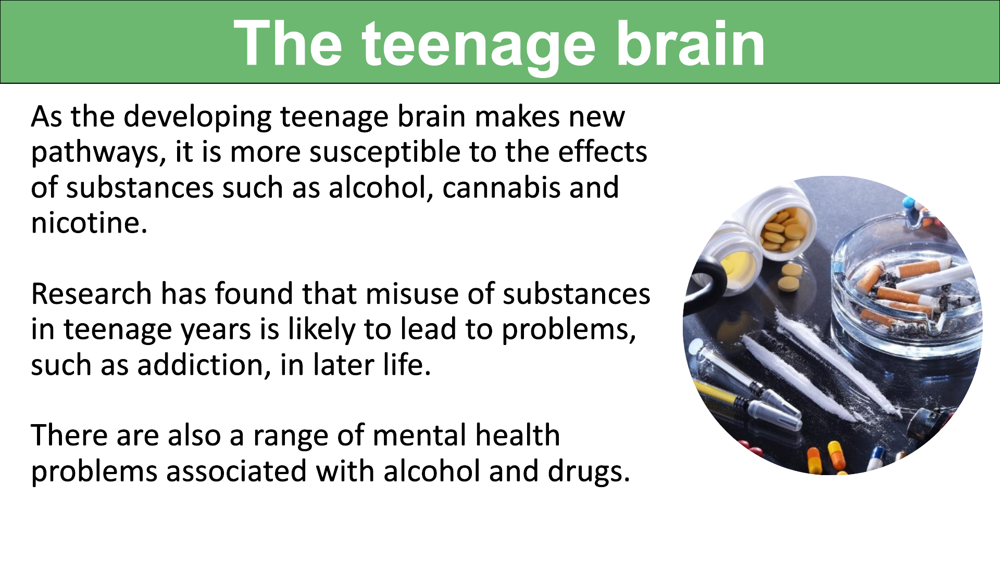 The teenage brain
As the developing teenage brain makes new
pathways, it is more susceptible to the effects
of substances such as alcohol, cannabis and
nicotine.
Research has found that misuse of substances
in teenage years is likely to lead to problems,
such as addiction, in later life.
There are also a range of mental health
problems associated with alcohol and drugs.